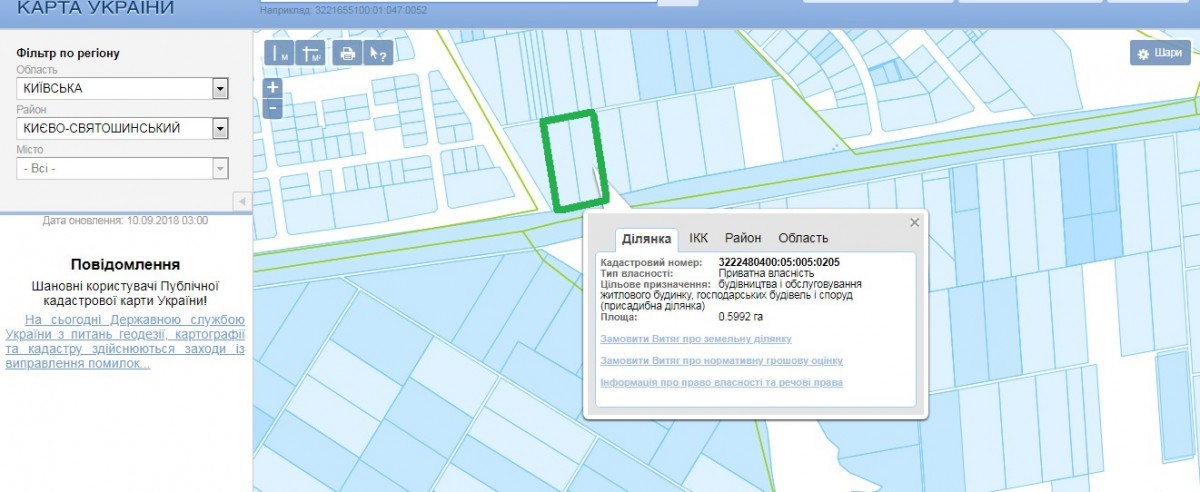 КАРТА УКРАЇНИ
Наприклад: 3221655100:01:047:0052
Фільтр по регіону
Область
КИЇВСЬКА
Район
КИЄВО-СВЯТОШИНСЬКИЙ
Місто
- Всі -
Дата оновлення: 10.09.2018 03:00
Повідомлення
Шановні користувачі Публічної
кадастрової карти України!
На сьогодні Державною службою
України з питань геодезії, картографії
та кадастру здійснюються заходи із
виправлення помилок...
м
м²
?
+
-
Шари
Ділянка ІКК Район Область
Кадастровий номер: 3222480400:05:005:0205
Тип власності: Приватна власність
Цільове призначення: будівництва і обслуговування
житлового будинку, господарських будівель і споруд
(присадибна ділянка)
Площа: 0.5992 га
Замовити Витяг про земельну ділянку
Замовити Витяг про нормативну грошову оцінку
Інформація про право власності та речові права